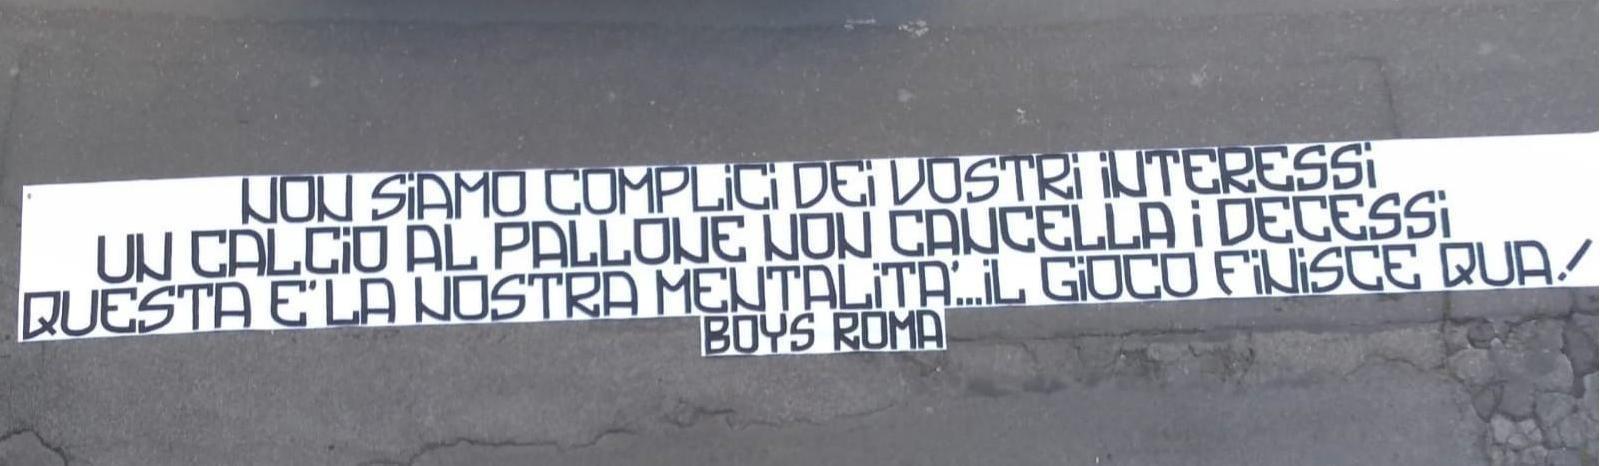 NON SiAMO COMPLiCi DEi VOSTRi iNTERESSi
UN CALCiO AL PALLONE NON CANCELLA i DECESSi
QUESTA E' LA NOSTRA MENTALiTA'...iL GiOCO FiNiSCE QUA!
BOYS ROMA